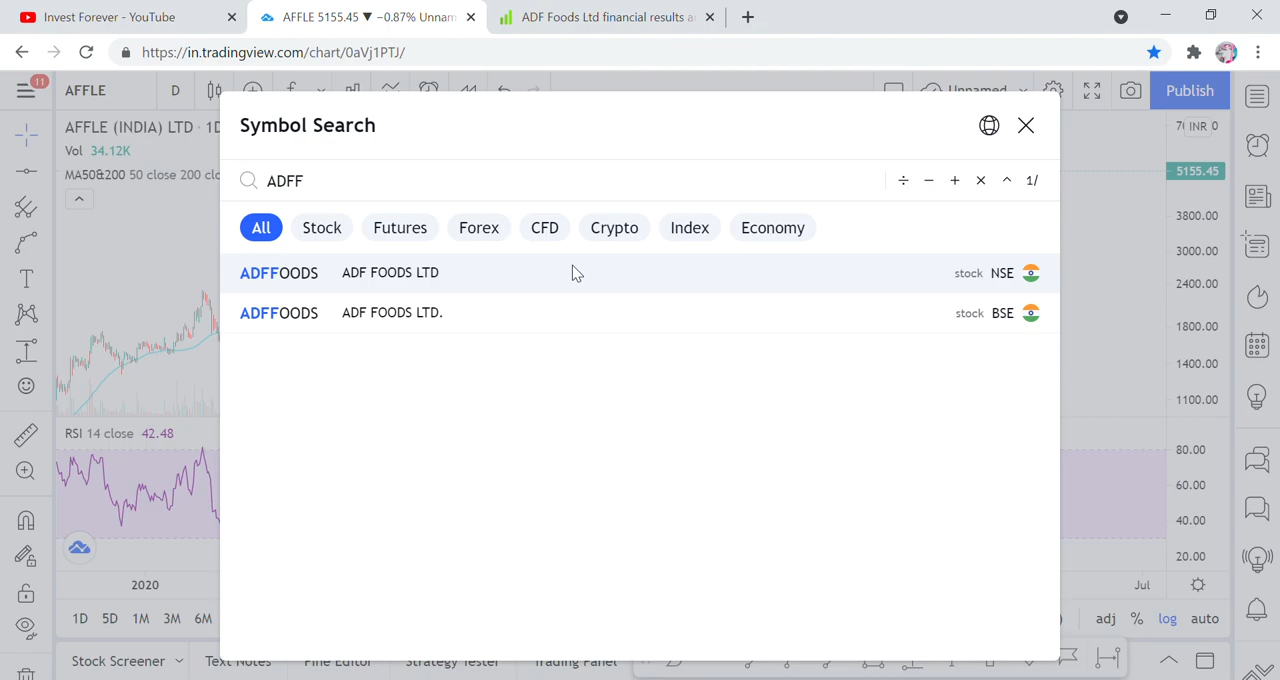 Invest Forever - YouTube
AFFLE 5155.45 ▼ −0.87% Unnam
ADF Foods Ltd financial results a
https://in.tradingview.com/chart/0aVj1PTJ/
11
AFFLE
D
Unnamed
Publish
Symbol Search
AFFLE (INDIA) LTD · 1D
INR
Vol 34.12K
5155.45
MA50&200 50 close 200 clo
ADFF
÷ − + × ^ 1/
All Stock Futures Forex CFD Crypto Index Economy
3800.00
3000.00
ADFFOODS ADF FOODS LTD stock NSE
2400.00
ADFFOODS ADF FOODS LTD. stock BSE
1800.00
1400.00
1100.00
RSI 14 close 42.48
80.00
60.00
40.00
20.00
2020
Jul
1D 5D 1M 3M 6M
adj % log auto
Stock Screener Text Notes Pine Editor Strategy Tester Trading Panel